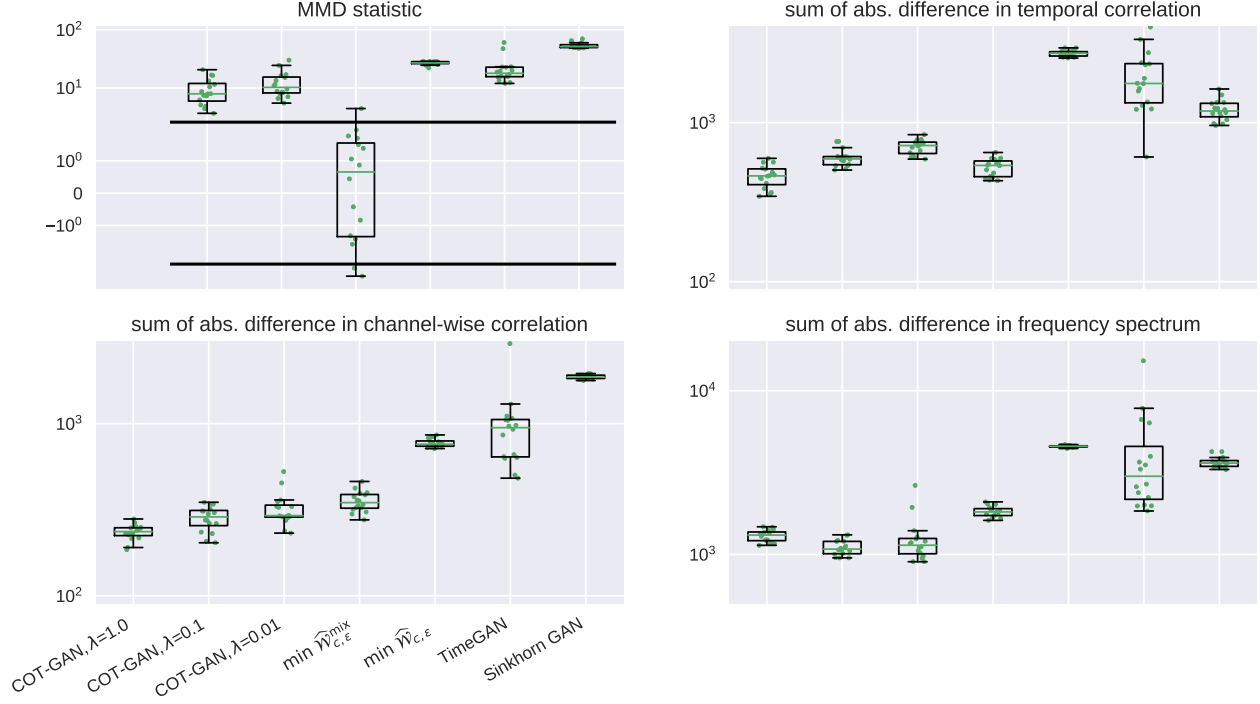 MMD statistic
10²
10¹
10⁰
0
−10⁰
sum of abs. difference in temporal correlation
10³
10²
sum of abs. difference in channel-wise correlation
10³
10²
COT-GAN, λ=1.0
COT-GAN, λ=0.1
COT-GAN, λ=0.01
min 𝒲̂ᵐⁱˣ_c,ε
min 𝒲̂_c,ε
TimeGAN
Sinkhorn GAN
sum of abs. difference in frequency spectrum
10⁴
10³